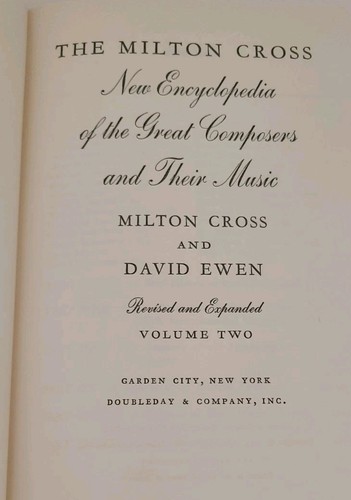 THE MILTON CROSS
New Encyclopedia
of the Great Composers
and Their Music
MILTON CROSS
AND
DAVID EWEN
Revised and Expanded
VOLUME TWO
GARDEN CITY, NEW YORK
DOUBLEDAY & COMPANY, INC.